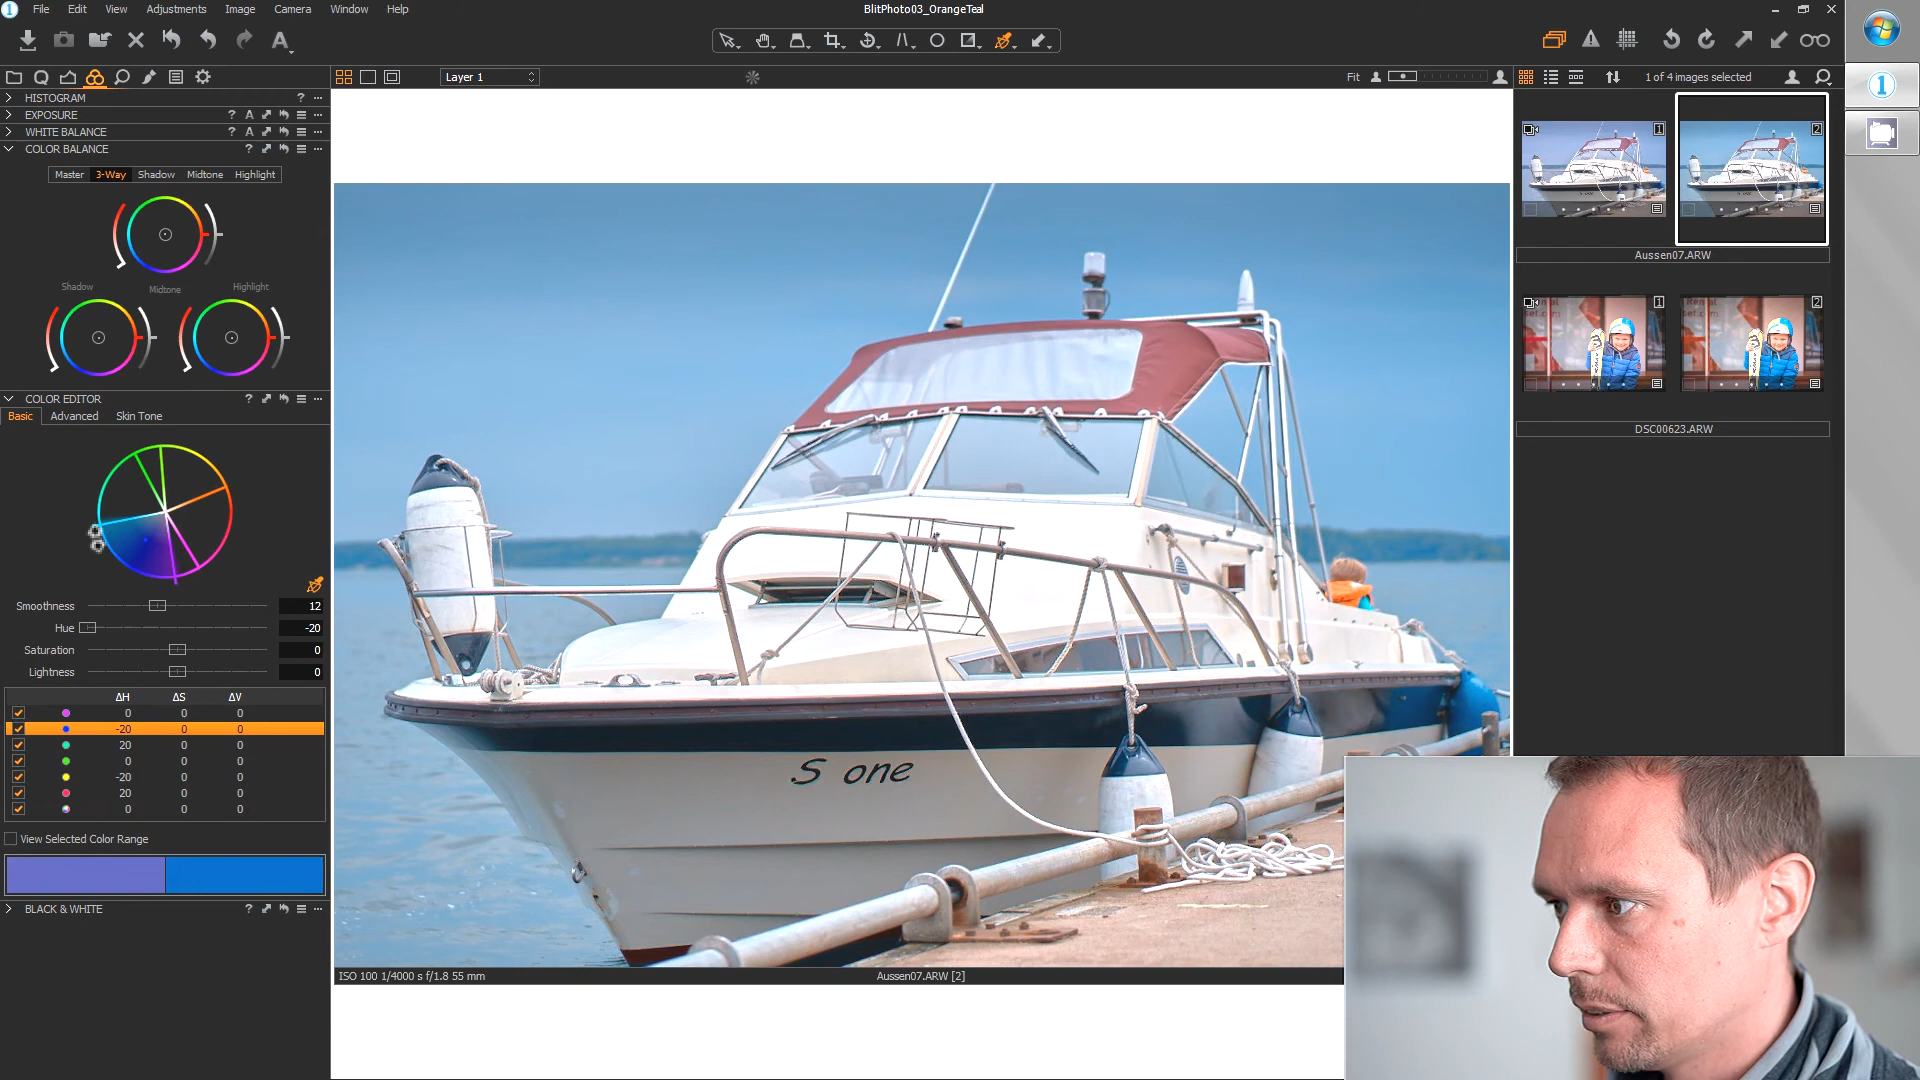 File Edit View Adjustments Image Camera Window Help
BlitPhoto03_OrangeTeal
Layer 1
Fit
1 of 4 images selected
HISTOGRAM
EXPOSURE
WHITE BALANCE
COLOR BALANCE
Master 3-Way Shadow Midtone Highlight
Shadow Midtone Highlight
COLOR EDITOR
Basic Advanced Skin Tone
Smoothness 12
Hue -20
Saturation 0
Lightness 0
ΔH ΔS ΔV
0 0 0
-20 0 0
20 0 0
0 0 0
-20 0 0
20 0 0
0 0 0
View Selected Color Range
BLACK & WHITE
S one
ISO 100 1/4000 s f/1.8 55 mm
Aussen07.ARW [2]
1 2
Aussen07.ARW
1 2
DSC00623.ARW